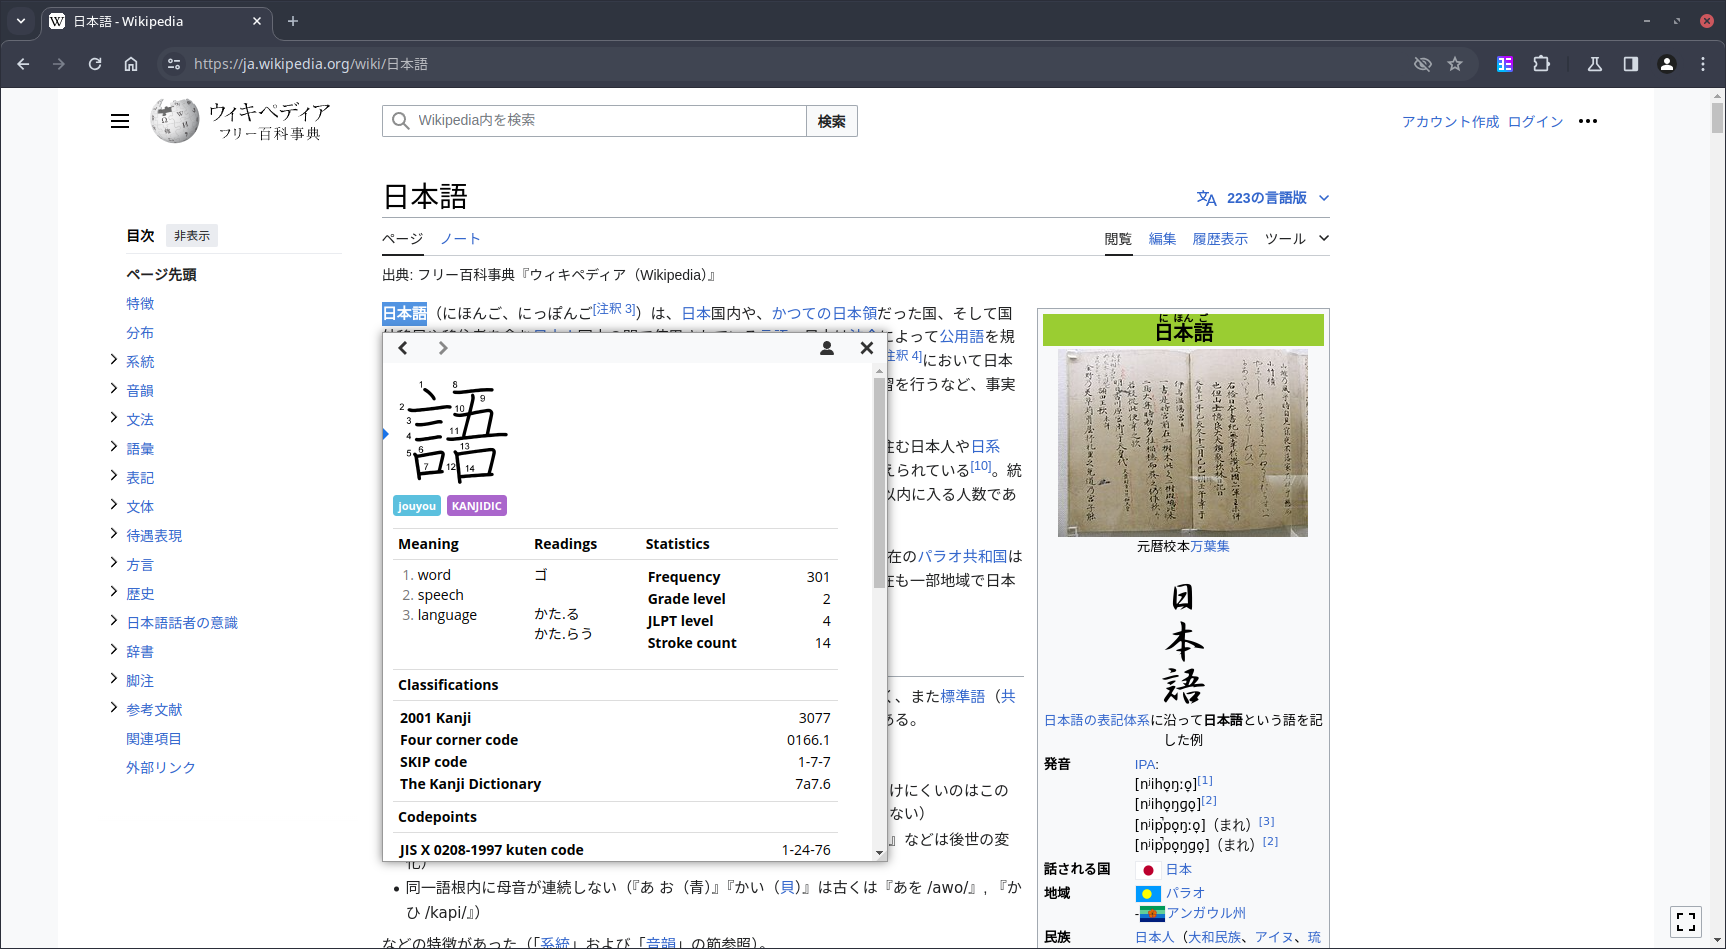 日本語 - Wikipedia
https://ja.wikipedia.org/wiki/日本語
ウィキペディア
フリー百科事典
Wikipedia内を検索
検索
アカウント作成 ログイン
日本語
223の言語版
目次 非表示
ページ先頭
特徴
分布
系統
音韻
文法
語彙
表記
文体
待遇表現
方言
歴史
日本語話者の意識
辞書
脚注
参考文献
関連項目
外部リンク
ページ ノート
閲覧 編集 履歴表示 ツール
出典: フリー百科事典『ウィキペディア（Wikipedia）』
日本語（にほんご、にっぽんご[注釈 3]）は、日本国内や、かつての日本領だった国、そして国
によって公用語を規
注釈 4]において日本
習を行うなど、事実
住む日本人や日系
えられている[10]。統
以内に入る人数であ
在のパラオ共和国は
在も一部地域で日本
、また標準語（共
ある。
けにくいのはこの
ない）
』などは後世の変
化）
同一語根内に母音が連続しない（『あ お（青）』『かい（貝）』は古くは『あを /awo/』, 『か
ひ /kapi/』）
などの特徴があった（「系統」および「音韻」の節参照）。
語
1
8
2
9
10
3
4
11
5
6
13
7
12
14
jouyou KANJIDIC
Meaning Readings Statistics
1. word
2. speech
3. language
ゴ
かた.る
かた.らう
Frequency 301
Grade level 2
JLPT level 4
Stroke count 14
Classifications
2001 Kanji 3077
Four corner code 0166.1
SKIP code 1-7-7
The Kanji Dictionary 7a7.6
Codepoints
JIS X 0208-1997 kuten code 1-24-76
に ほん ご
日本語
元暦校本万葉集
日
本
語
日本語の表記体系に沿って日本語という語を記
した例
発音 IPA:
[ɲihoŋːo̞][1]
[ɲihoŋɡo̞][2]
（まれ）[3]
（まれ）[2]
話される国 日本
地域 パラオ
-アンガウル州
民族 日本人（大和民族、アイヌ、琉